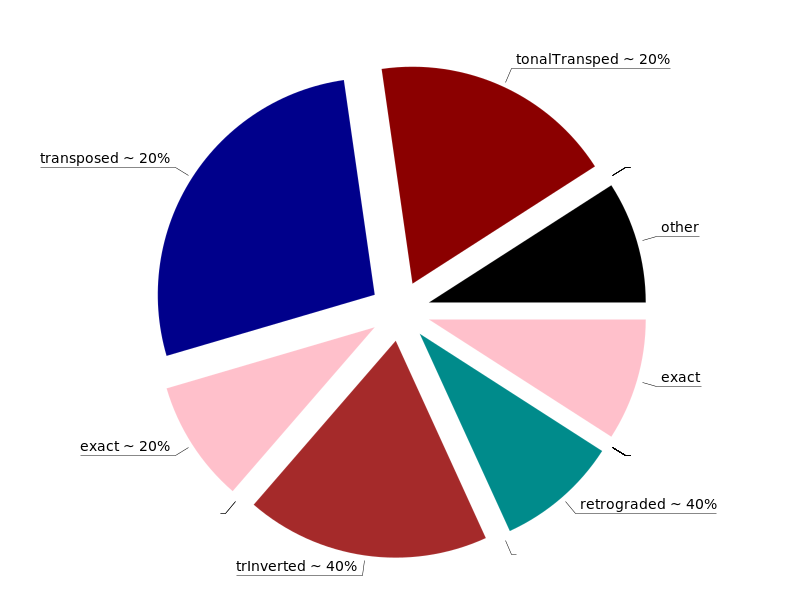 tonalTransped ~ 20%
transposed ~ 20%
other
exact
exact ~ 20%
retrograded ~ 40%
trInverted ~ 40%